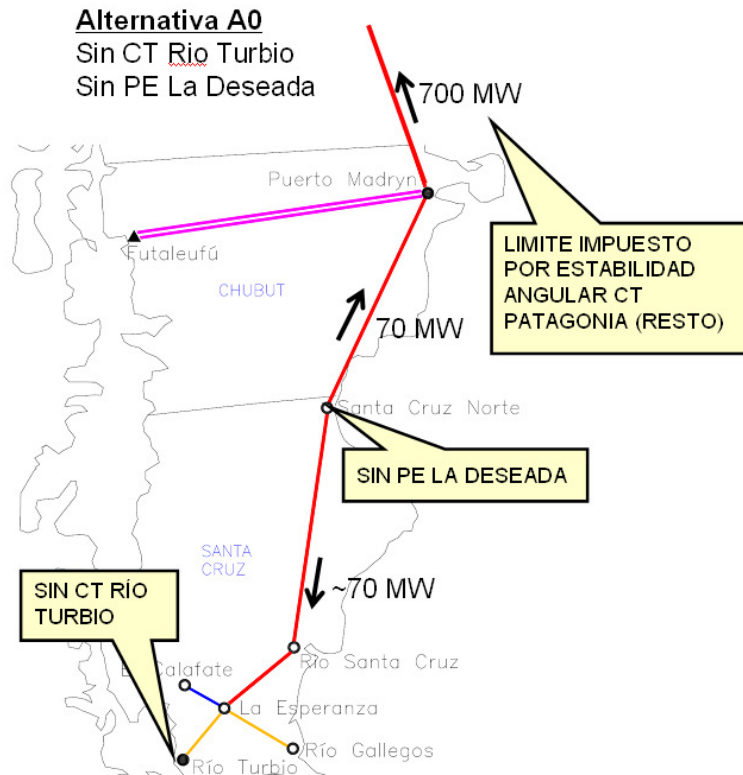 Alternativa A0
Sin CT Rio Turbio
Sin PE La Deseada
700 MW
Puerto Madryn
LIMITE IMPUESTO
POR ESTABILIDAD
ANGULAR CT
PATAGONIA (RESTO)
Futaleufú
CHUBUT
70 MW
Santa Cruz Norte
SIN PE LA DESEADA
SANTA
CRUZ
~70 MW
SIN CT RÍO
TURBIO
Río Santa Cruz
El Calafate
La Esperanza
Río Gallegos
Río Turbio